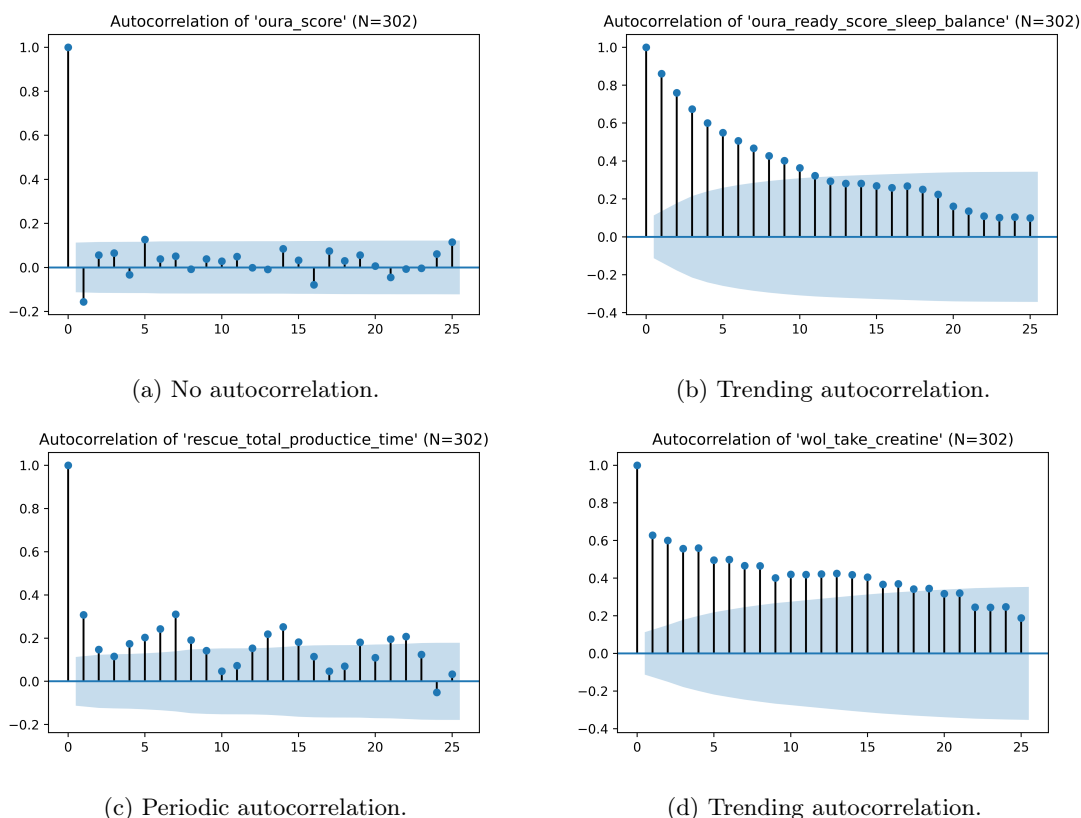 Autocorrelation of 'oura_score' (N=302)
1.0
0.8
0.6
0.4
0.2
0.0
−0.2
0 5 10 15 20 25
(a) No autocorrelation.
Autocorrelation of 'oura_ready_score_sleep_balance' (N=302)
1.0
0.8
0.6
0.4
0.2
0.0
−0.2
−0.4
0 5 10 15 20 25
(b) Trending autocorrelation.
Autocorrelation of 'rescue_total_productice_time' (N=302)
1.0
0.8
0.6
0.4
0.2
0.0
−0.2
0 5 10 15 20 25
(c) Periodic autocorrelation.
Autocorrelation of 'wol_take_creatine' (N=302)
1.0
0.8
0.6
0.4
0.2
0.0
−0.2
−0.4
0 5 10 15 20 25
(d) Trending autocorrelation.